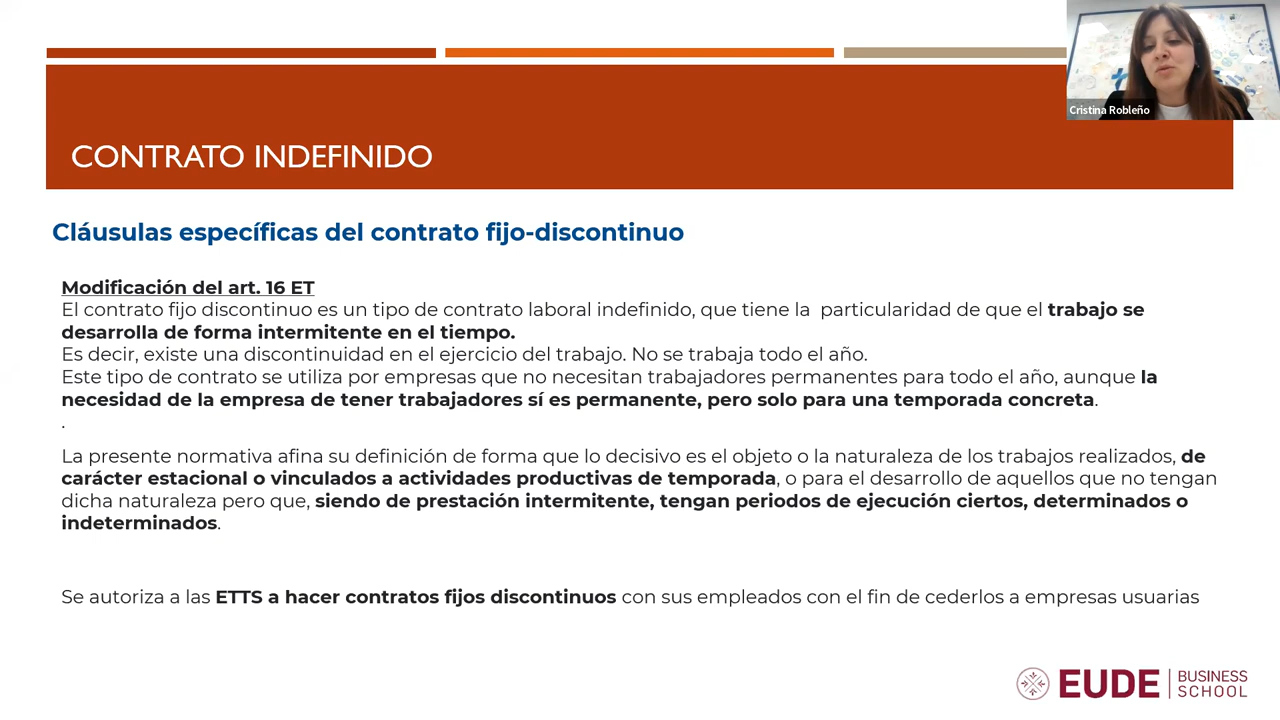 Cristina Robleño
CONTRATO INDEFINIDO
Cláusulas específicas del contrato fijo-discontinuo
Modificación del art. 16 ET
El contrato fijo discontinuo es un tipo de contrato laboral indefinido, que tiene la  particularidad de que el trabajo se
desarrolla de forma intermitente en el tiempo.
Es decir, existe una discontinuidad en el ejercicio del trabajo. No se trabaja todo el año.
Este tipo de contrato se utiliza por empresas que no necesitan trabajadores permanentes para todo el año, aunque la
necesidad de la empresa de tener trabajadores sí es permanente, pero solo para una temporada concreta.
.
La presente normativa afina su definición de forma que lo decisivo es el objeto o la naturaleza de los trabajos realizados, de
carácter estacional o vinculados a actividades productivas de temporada, o para el desarrollo de aquellos que no tengan
dicha naturaleza pero que, siendo de prestación intermitente, tengan periodos de ejecución ciertos, determinados o
indeterminados.
Se autoriza a las ETTS a hacer contratos fijos discontinuos con sus empleados con el fin de cederlos a empresas usuarias
EUDE BUSINESS
SCHOOL